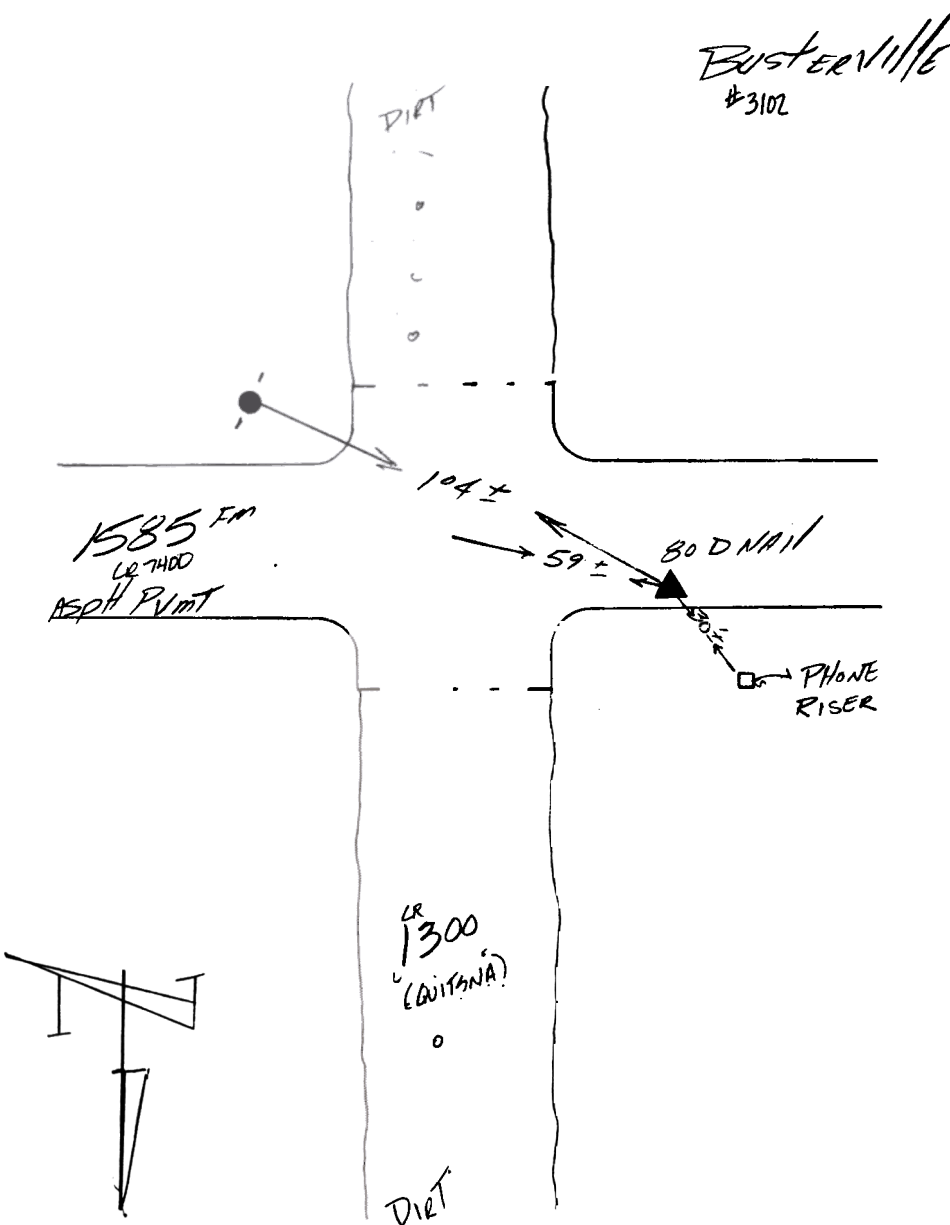 BUSTERVILLE
#3102
DIRT
104 ±
1585 FM
CR 7400
ASPH PVMT
59 ±
80 D NAIL
30 ±
PHONE
RISER
CR
1300
(QUITSNA)
DIRT